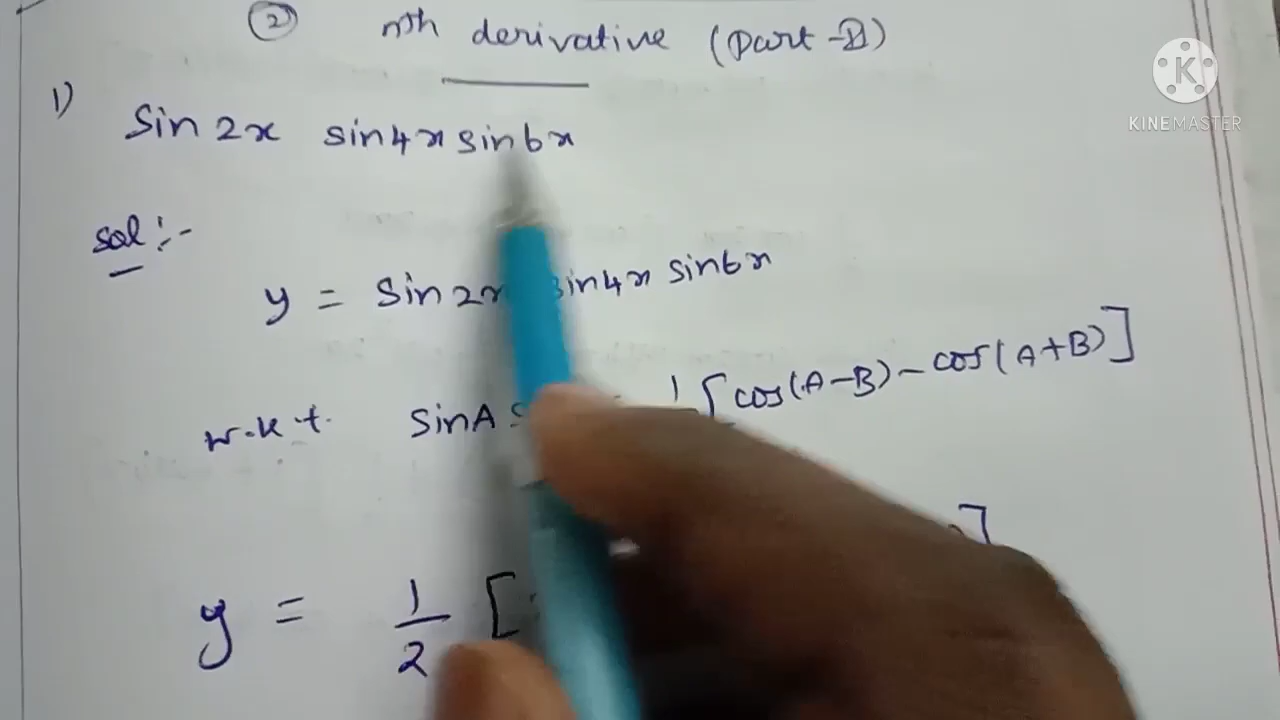 ② nth derivative (Part-II)
K
KINEMASTER
1) Sin 2x sin4x sin6x
sol :-
y = Sin 2x sin4x sin6x
w.k.t. SinA [cos(A-B) - cos(A+B)]
y = 1/2 [
]